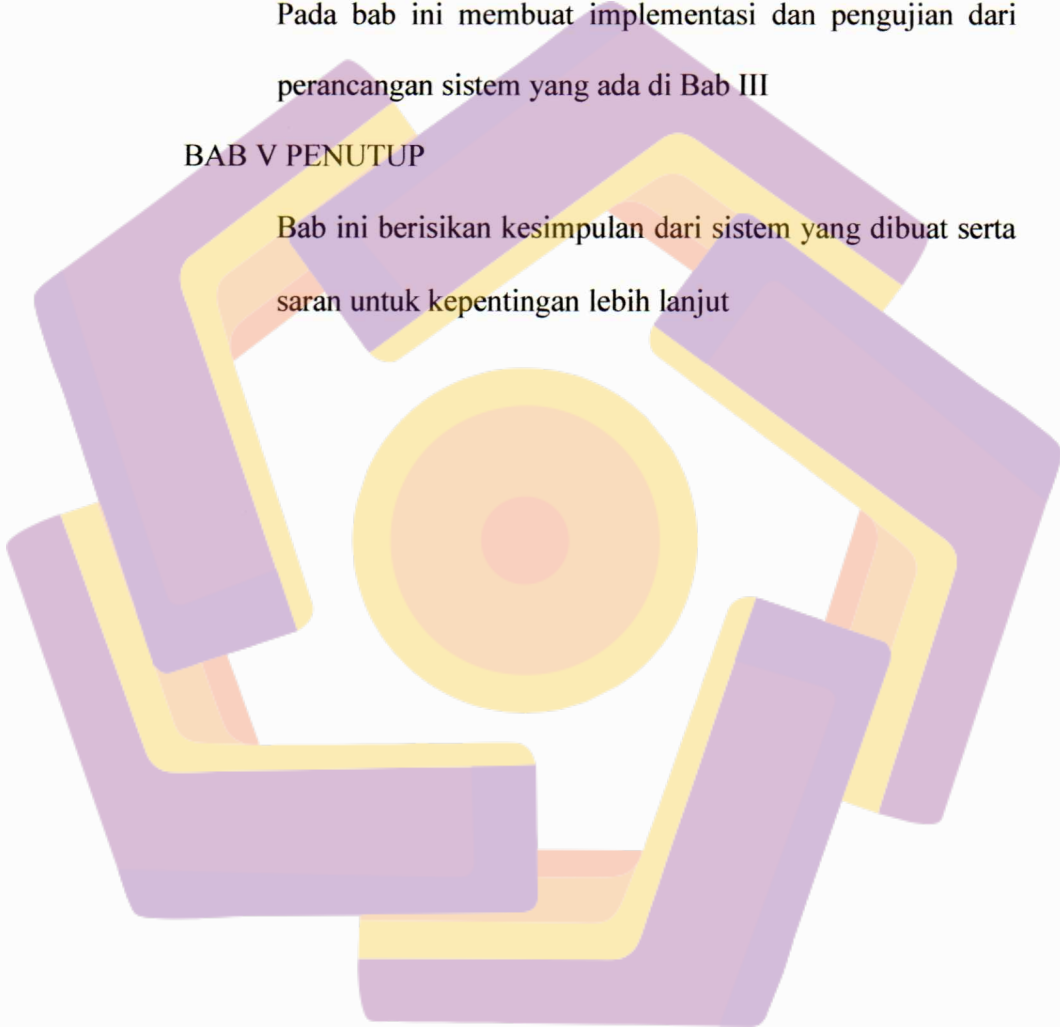 Pada bab ini membuat implementasi dan pengujian dari
perancangan sistem yang ada di Bab III
BAB V PENUTUP
Bab ini berisikan kesimpulan dari sistem yang dibuat serta
saran untuk kepentingan lebih lanjut